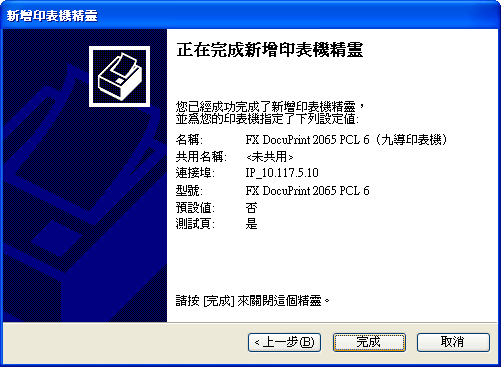 新增印表機精靈
正在完成新增印表機精靈
您已經成功完成了新增印表機精靈，
並為您的印表機指定了下列設定值:
名稱: FX DocuPrint 2065 PCL 6（九導印表機）
共用名稱: <未共用>
連接埠: IP_10.117.5.10
型號: FX DocuPrint 2065 PCL 6
預設值: 否
測試頁: 是
請按 [完成] 來關閉這個精靈。
< 上一步(B) 完成 取消